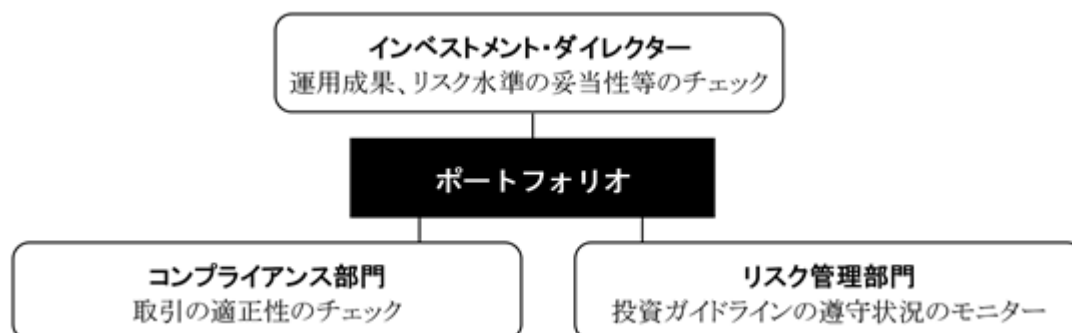 インベストメント・ダイレクター
運用成果、リスク水準の妥当性等のチェック
ポートフォリオ
コンプライアンス部門
取引の適正性のチェック
リスク管理部門
投資ガイドラインの遵守状況のモニター